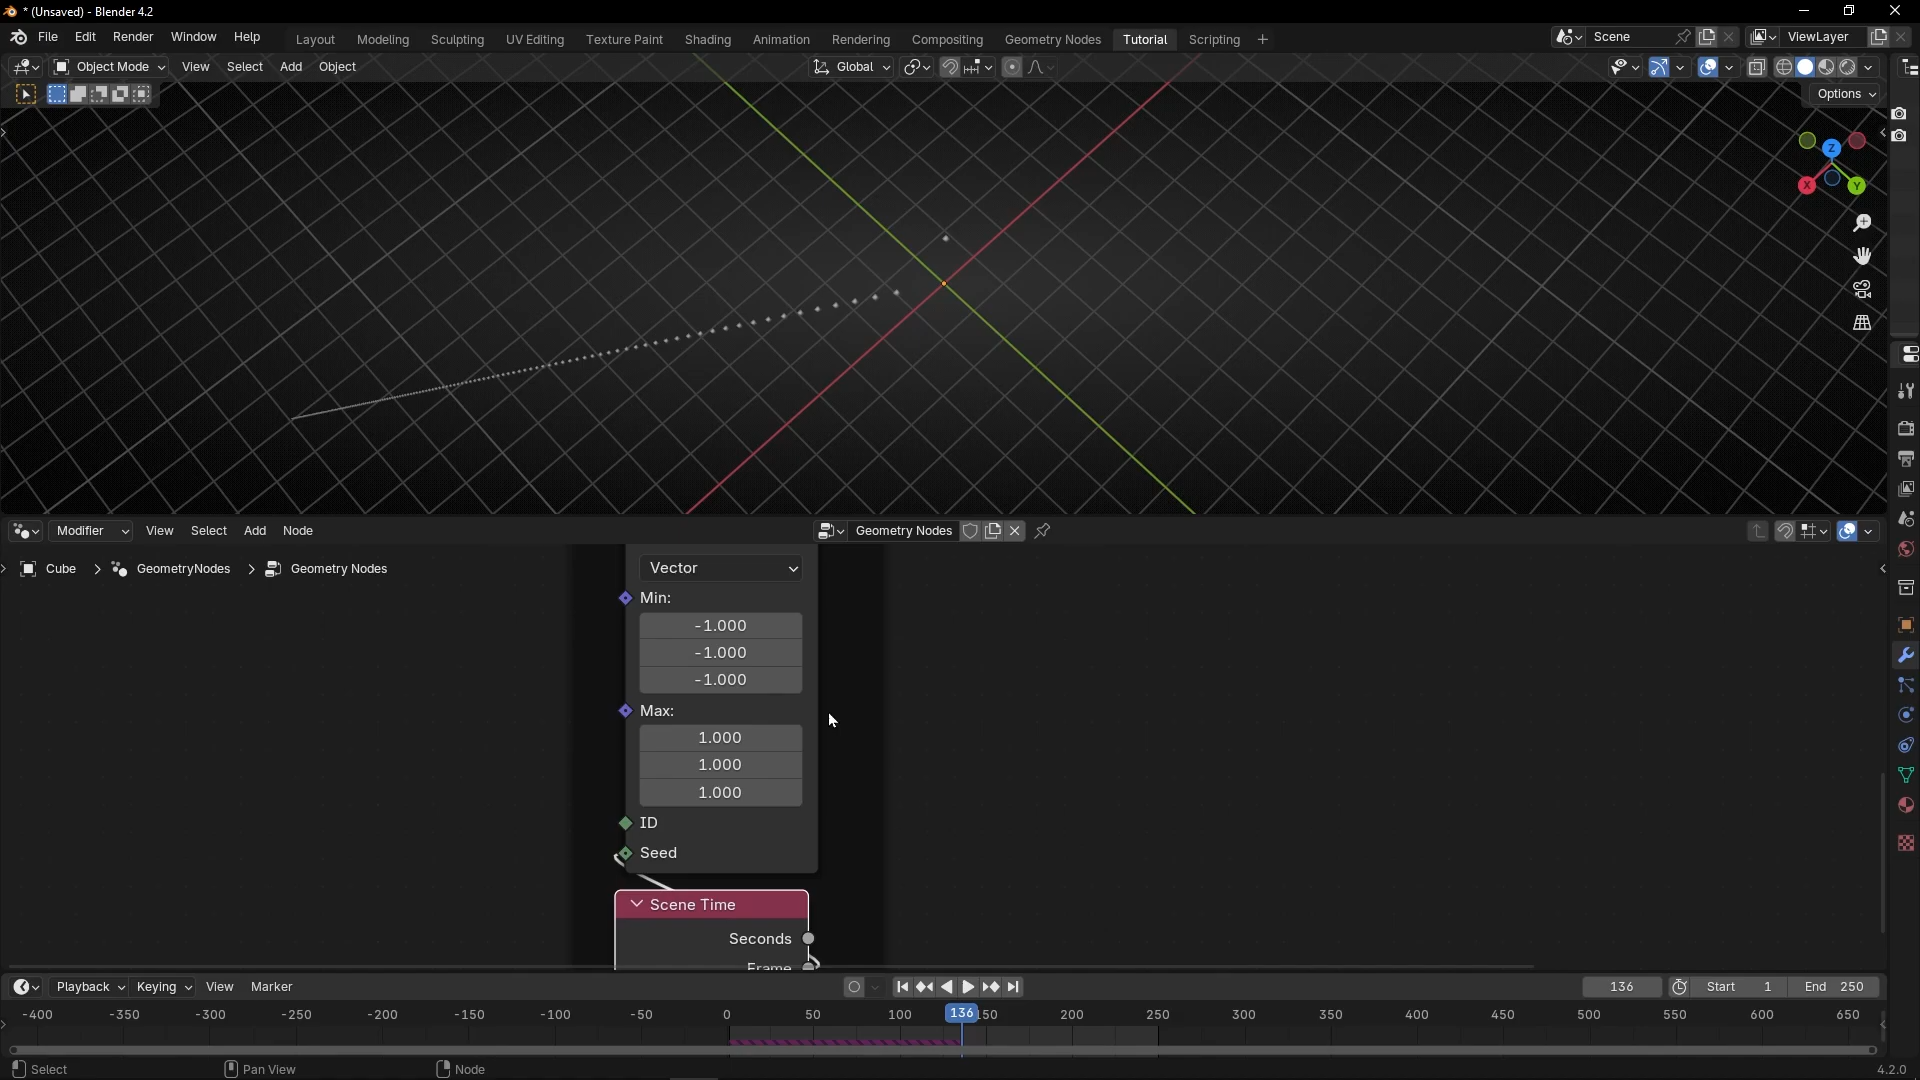 * (Unsaved) - Blender 4.2
File Edit Render Window Help Layout Modeling Sculpting UV Editing Texture Paint Shading Animation Rendering Compositing Geometry Nodes Tutorial Scripting + Scene ViewLayer
Object Mode View Select Add Object Global
Options
Z
X Y
Modifier View Select Add Node Geometry Nodes
Cube > GeometryNodes > Geometry Nodes
Vector
Min:
-1.000
-1.000
-1.000
Max:
1.000
1.000
1.000
ID
Seed
Scene Time
Seconds
Frame
Playback Keying View Marker 136 Start 1 End 250
-400 -350 -300 -250 -200 -150 -100 -50 0 50 100 136 150 200 250 300 350 400 450 500 550 600 650
Select Pan View Node 4.2.0